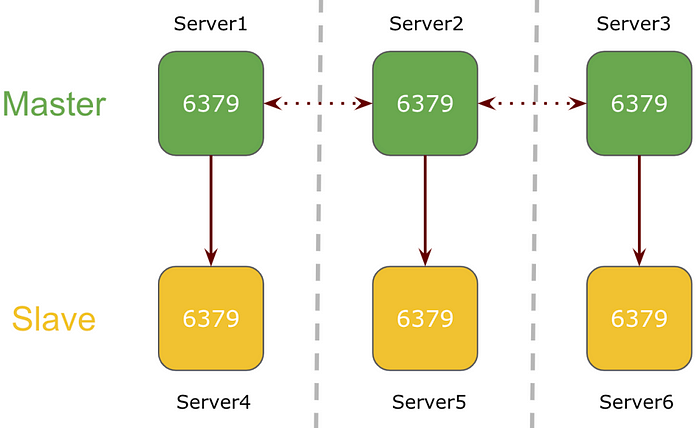 Server1 Server2 Server3
Master 6379 6379 6379
Slave 6379 6379 6379
Server4 Server5 Server6